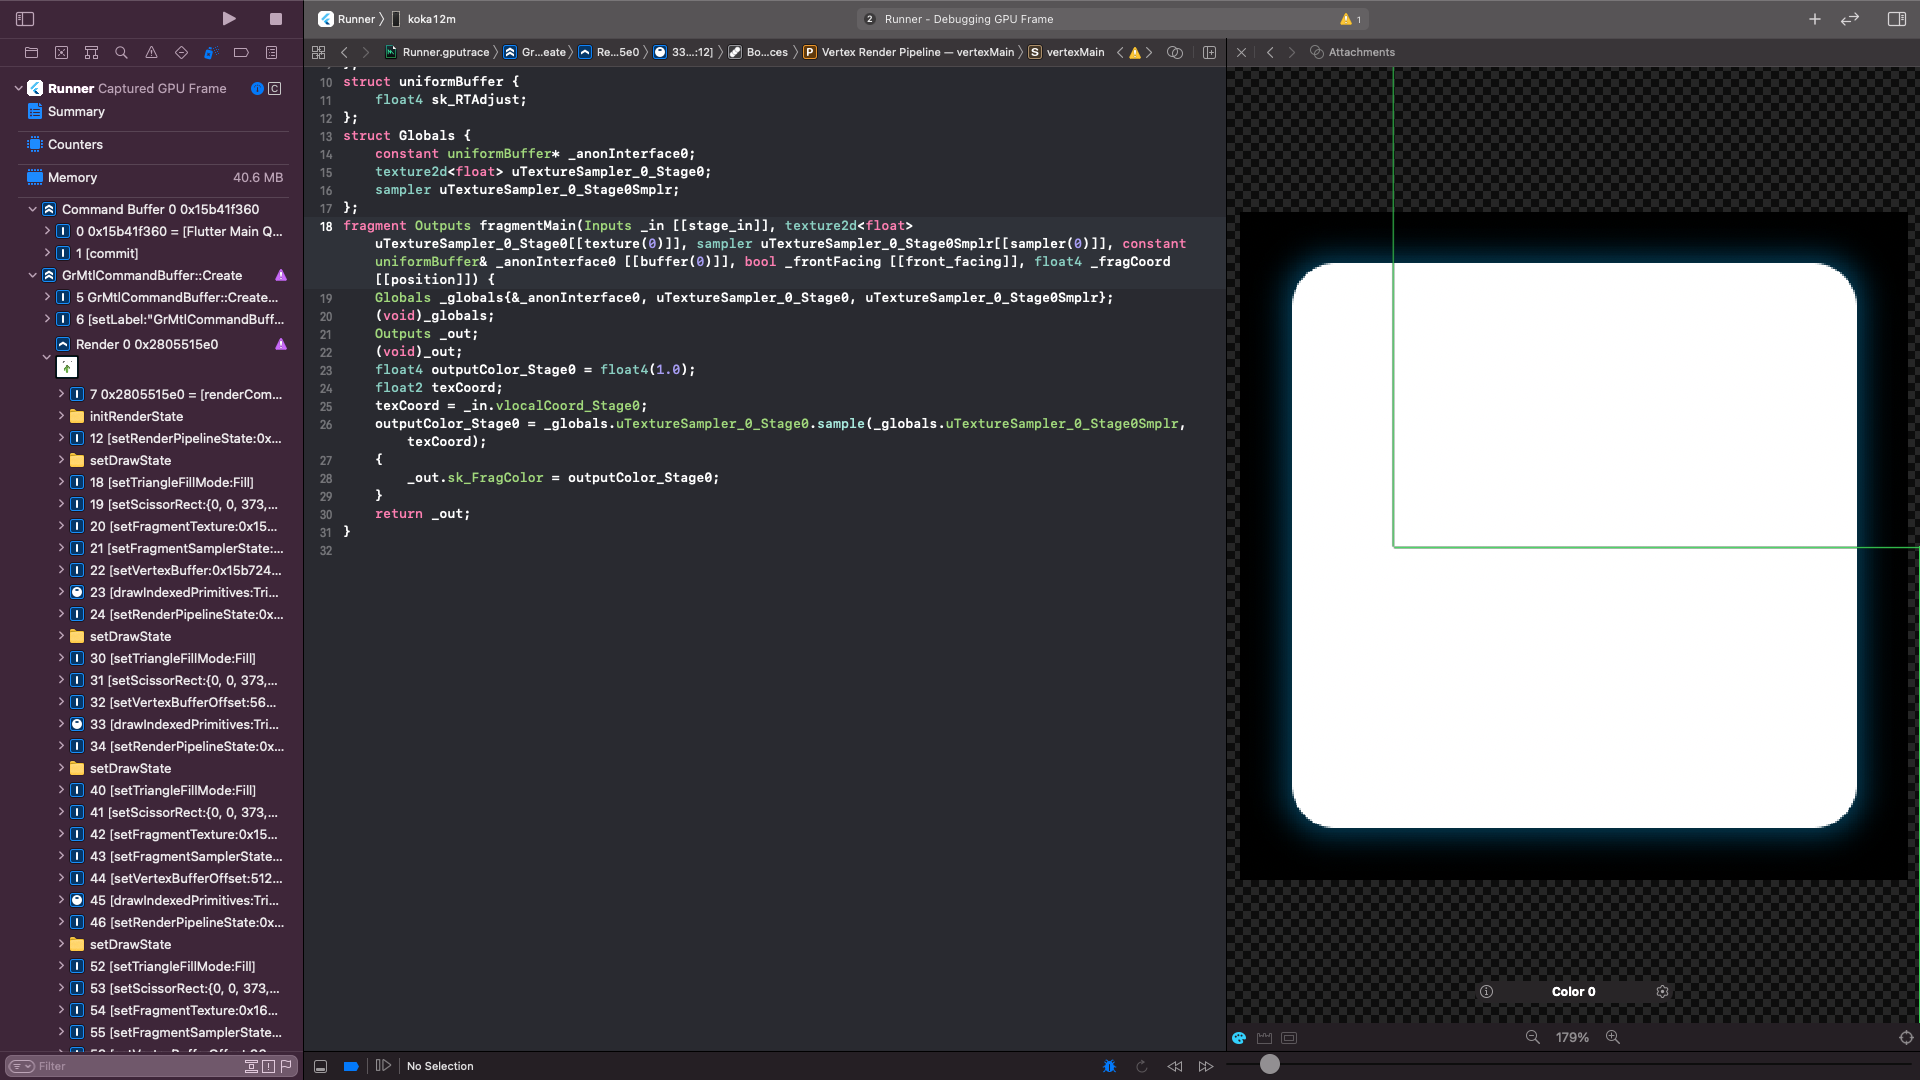 Runner
koka12m
2
Runner - Debugging GPU Frame
1
Runner.gputrace
Gr...eate
Re...5e0
33...:12]
Bo...ces
P
Vertex Render Pipeline — vertexMain
S
vertexMain
Attachments
Runner Captured GPU Frame
C
Summary
Counters
Memory 40.6 MB
Command Buffer 0 0x15b41f360
0 0x15b41f360 = [Flutter Main Q...
1 [commit]
GrMtlCommandBuffer::Create
5 GrMtlCommandBuffer::Create...
6 [setLabel:"GrMtlCommandBuff...
Render 0 0x2805515e0
7 0x2805515e0 = [renderCom...
initRenderState
12 [setRenderPipelineState:0x...
setDrawState
18 [setTriangleFillMode:Fill]
19 [setScissorRect:{0, 0, 373,...
20 [setFragmentTexture:0x15...
21 [setFragmentSamplerState:...
22 [setVertexBuffer:0x15b724...
23 [drawIndexedPrimitives:Tri...
24 [setRenderPipelineState:0x...
setDrawState
30 [setTriangleFillMode:Fill]
31 [setScissorRect:{0, 0, 373,...
32 [setVertexBufferOffset:56...
33 [drawIndexedPrimitives:Tri...
34 [setRenderPipelineState:0x...
setDrawState
40 [setTriangleFillMode:Fill]
41 [setScissorRect:{0, 0, 373,...
42 [setFragmentTexture:0x15...
43 [setFragmentSamplerState...
44 [setVertexBufferOffset:512...
45 [drawIndexedPrimitives:Tri...
46 [setRenderPipelineState:0x...
setDrawState
52 [setTriangleFillMode:Fill]
53 [setScissorRect:{0, 0, 373,...
54 [setFragmentTexture:0x16...
55 [setFragmentSamplerState...
Filter
10 struct uniformBuffer {
11 float4 sk_RTAdjust;
12 };
13 struct Globals {
14 constant uniformBuffer* _anonInterface0;
15 texture2d<float> uTextureSampler_0_Stage0;
16 sampler uTextureSampler_0_Stage0Smplr;
17 };
18 fragment Outputs fragmentMain(Inputs _in [[stage_in]], texture2d<float>
uTextureSampler_0_Stage0[[texture(0)]], sampler uTextureSampler_0_Stage0Smplr[[sampler(0)]], constant
uniformBuffer& _anonInterface0 [[buffer(0)]], bool _frontFacing [[front_facing]], float4 _fragCoord
[[position]]) {
19 Globals _globals{&_anonInterface0, uTextureSampler_0_Stage0, uTextureSampler_0_Stage0Smplr};
20 (void)_globals;
21 Outputs _out;
22 (void)_out;
23 float4 outputColor_Stage0 = float4(1.0);
24 float2 texCoord;
25 texCoord = _in.vlocalCoord_Stage0;
26 outputColor_Stage0 = _globals.uTextureSampler_0_Stage0.sample(_globals.uTextureSampler_0_Stage0Smplr,
texCoord);
27 {
28 _out.sk_FragColor = outputColor_Stage0;
29 }
30 return _out;
31 }
32
No Selection
Color 0
179%